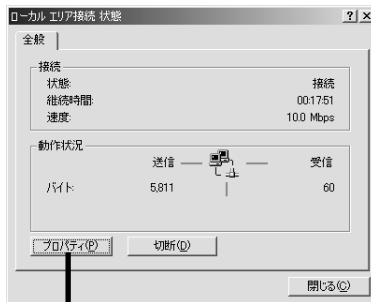 ローカル エリア接続 状態
全般
接続
状態: 接続
継続時間: 00:17:51
速度: 10.0 Mbps
動作状況
送信 受信
バイト: 5,811 60
プロパティ(P) 切断(D)
閉じる(C)